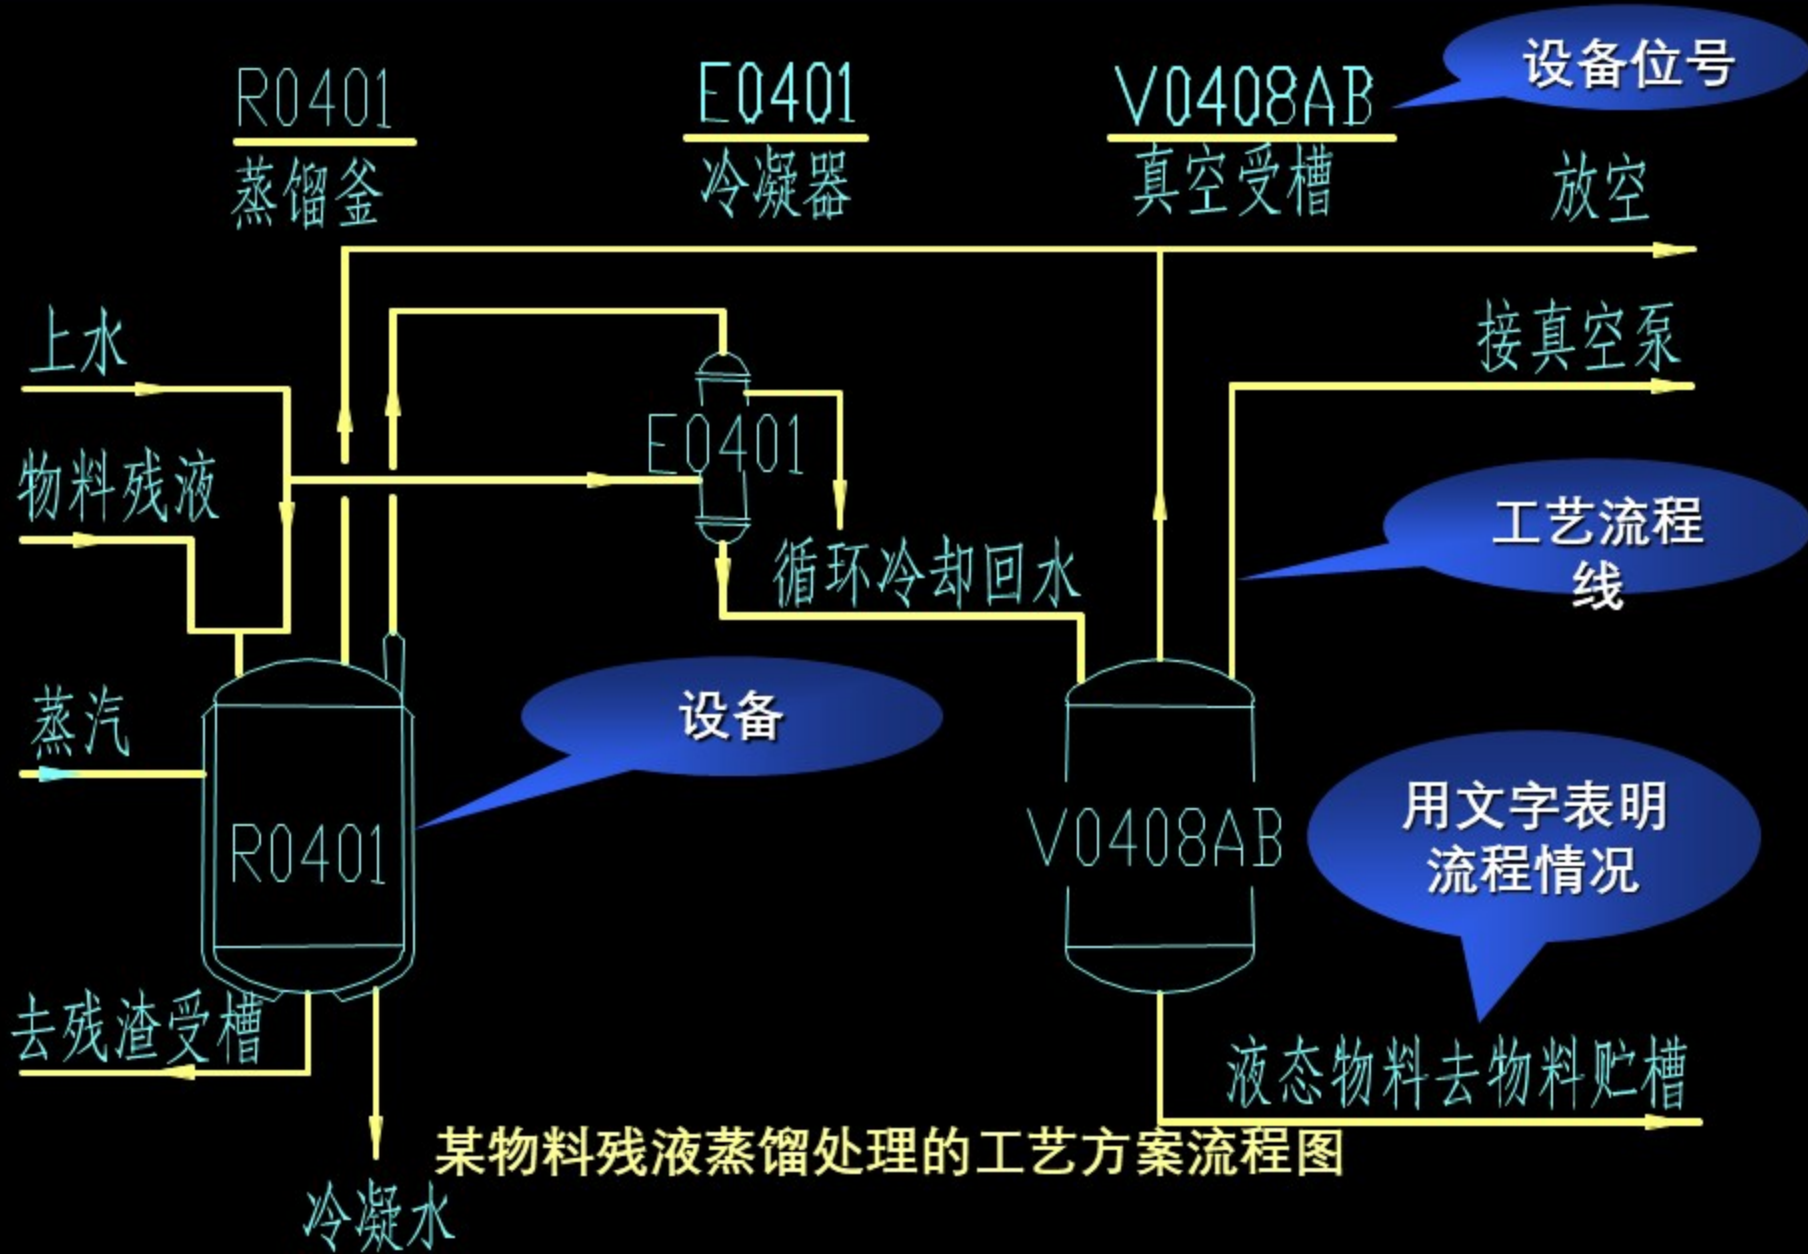 R0401
蒸馏釜
E0401
冷凝器
V0408AB
真空受槽
设备位号
放空
上水
接真空泵
E0401
物料残液
工艺流程
线
循环冷却回水
蒸汽
设备
R0401
V0408AB
用文字表明
流程情况
去残渣受槽
液态物料去物料贮槽
某物料残液蒸馏处理的工艺方案流程图
冷凝水